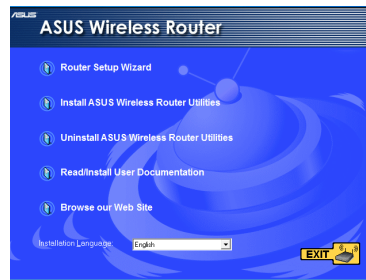 ASUS
ASUS Wireless Router
Router Setup Wizard
Install ASUS Wireless Router Utilities
Uninstall ASUS Wireless Router Utilities
Read/Install User Documentation
Browse our Web Site
Installation Language: English
EXIT